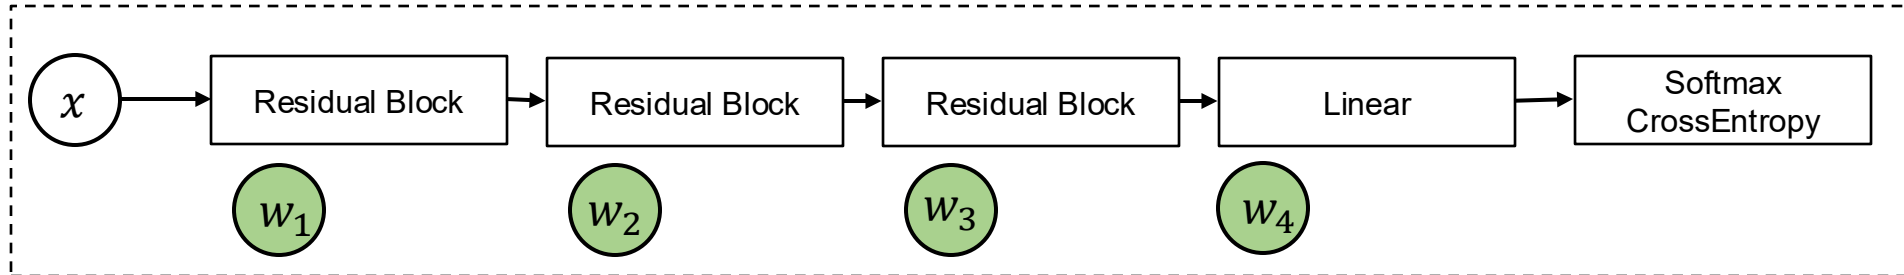 x
Residual Block
Residual Block
Residual Block
Linear
Softmax
CrossEntropy
w₁
w₂
w₃
w₄